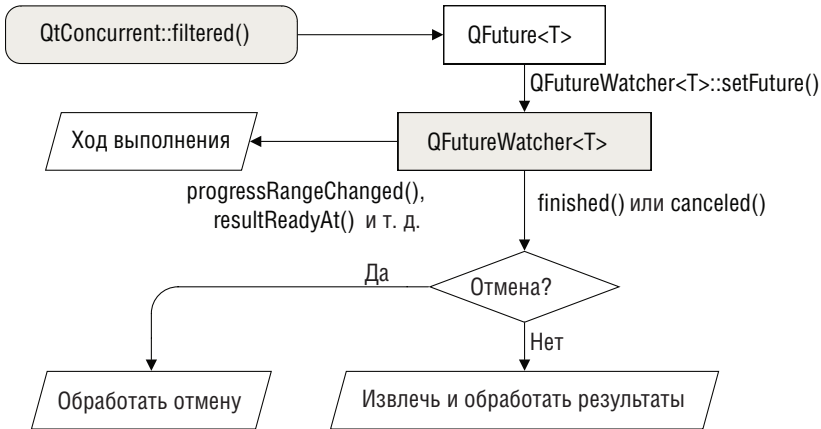 QtConcurrent::filtered()
QFuture<T>
QFutureWatcher<T>::setFuture()
Ход выполнения
QFutureWatcher<T>
progressRangeChanged(),
resultReadyAt() и т. д.
finished() или canceled()
Да
Отмена?
Нет
Обработать отмену
Извлечь и обработать результаты